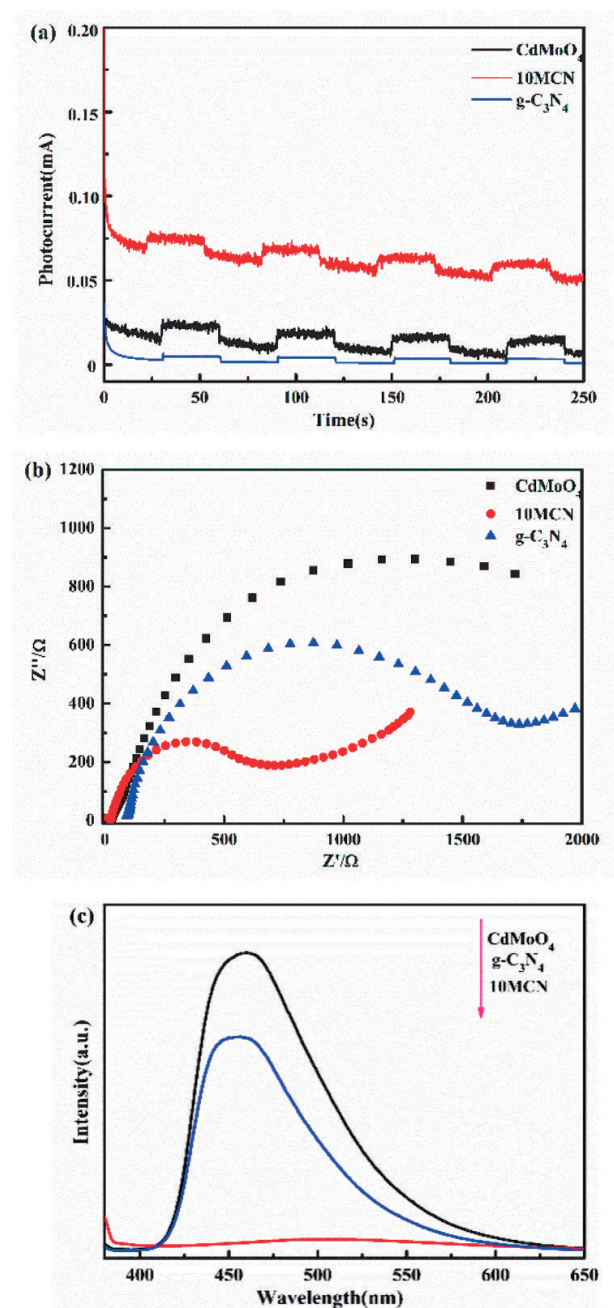 (a)
0.20
0.15
0.10
0.05
0
Photocurrent(mA)
CdMoO₄
10MCN
g-C₃N₄
0 50 100 150 200 250
Time(s)
(b)
1200
1000
800
600
400
200
0
Z''/Ω
CdMoO₄
10MCN
g-C₃N₄
0 500 1000 1500 2000
Z'/Ω
(c)
Intensity(a.u.)
CdMoO₄
g-C₃N₄
10MCN
400 450 500 550 600 650
Wavelength(nm)